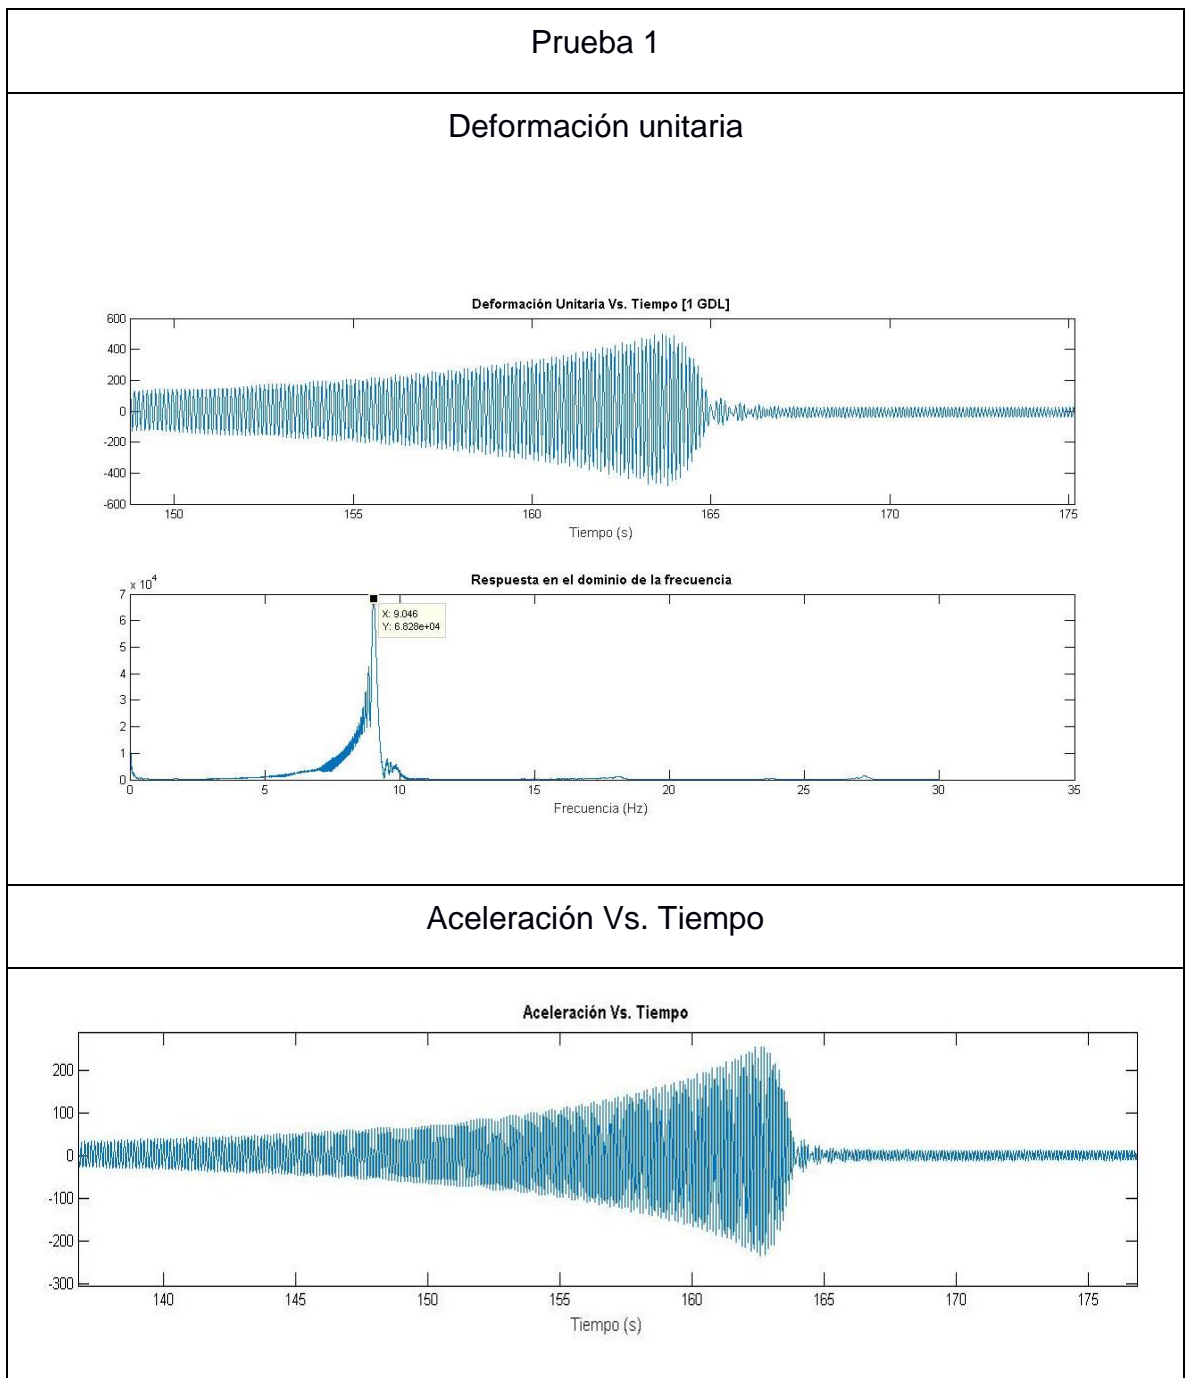 Prueba 1
Deformación unitaria
Deformación Unitaria Vs. Tiempo [1 GDL]
600
400
200
0
-200
-400
-600
150 155 160 165 170 175
Tiempo (s)
Respuesta en el dominio de la frecuencia
x 10^4
7
6
5
4
3
2
1
0
X: 9.046
Y: 6.828e+04
0 5 10 15 20 25 30 35
Frecuencia (Hz)
Aceleración Vs. Tiempo
Aceleración Vs. Tiempo
200
100
0
-100
-200
-300
140 145 150 155 160 165 170 175
Tiempo (s)